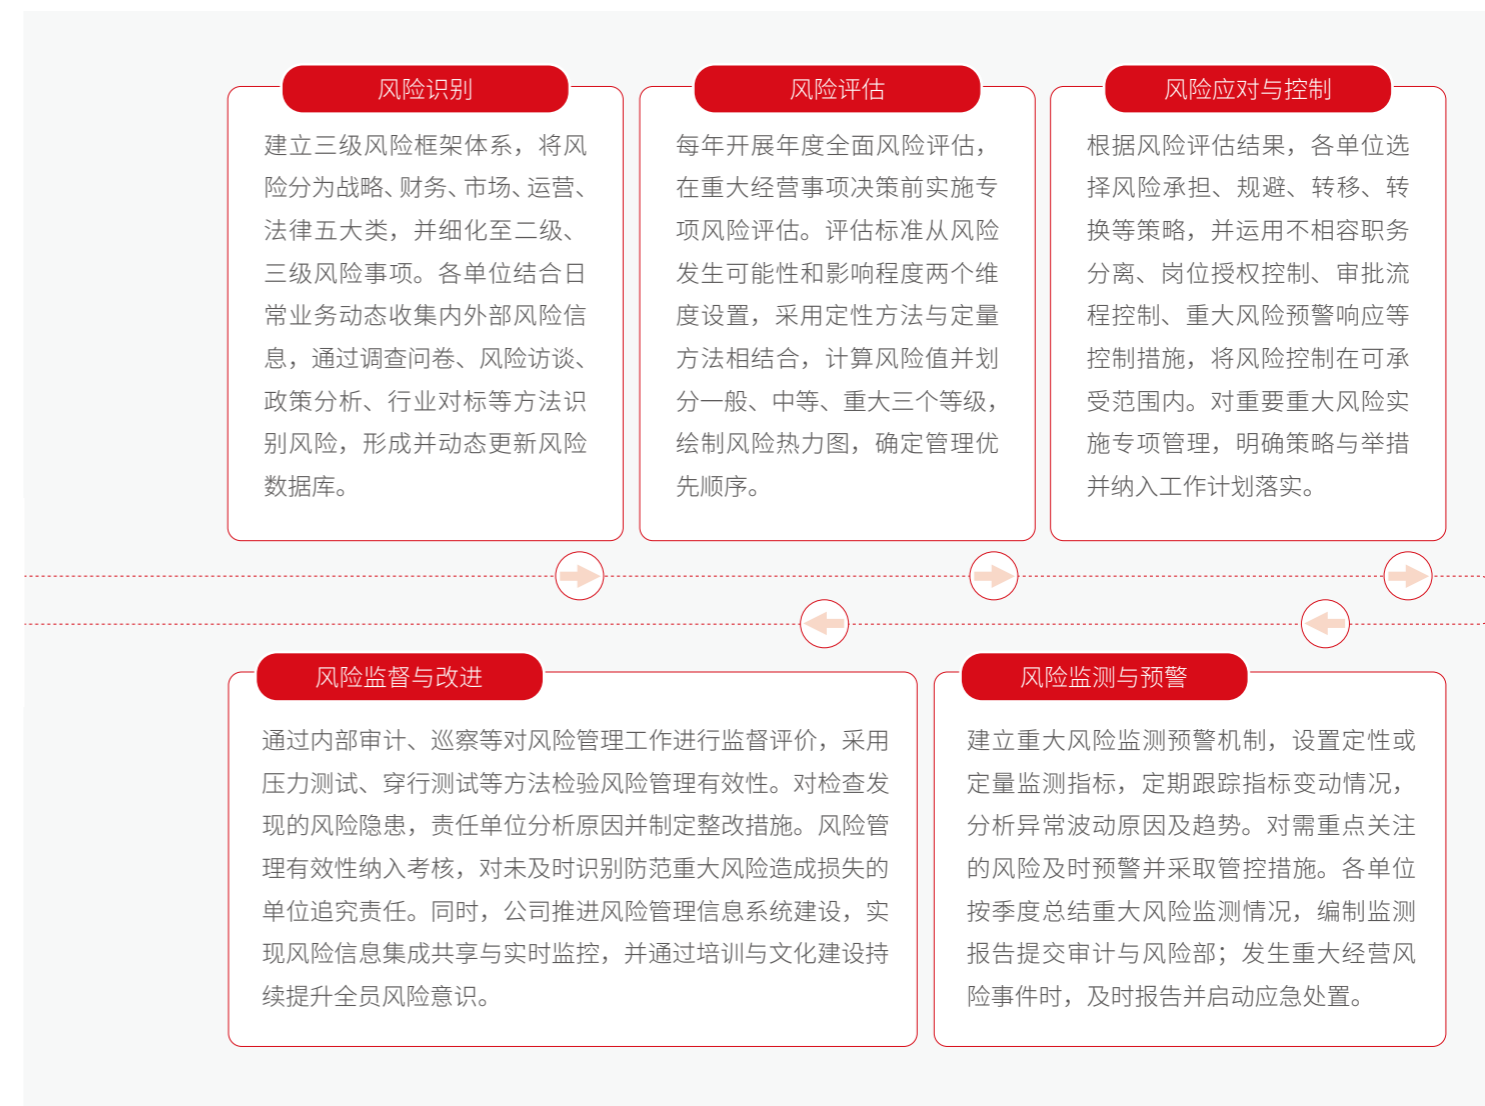 风险识别
建立三级风险框架体系，将风
险分为战略、财务、市场、运营、
法律五大类，并细化至二级、
三级风险事项。各单位结合日
常业务动态收集内外部风险信
息，通过调查问卷、风险访谈、
政策分析、行业对标等方法识
别风险，形成并动态更新风险
数据库。
风险评估
每年开展年度全面风险评估，
在重大经营事项决策前实施专
项风险评估。评估标准从风险
发生可能性和影响程度两个维
度设置，采用定性方法与定量
方法相结合，计算风险值并划
分一般、中等、重大三个等级，
绘制风险热力图，确定管理优
先顺序。
风险应对与控制
根据风险评估结果，各单位选
择风险承担、规避、转移、转
换等策略，并运用不相容职务
分离、岗位授权控制、审批流
程控制、重大风险预警响应等
控制措施，将风险控制在可承
受范围内。对重要重大风险实
施专项管理，明确策略与举措
并纳入工作计划落实。
风险监测与预警
建立重大风险监测预警机制，设置定性或
定量监测指标，定期跟踪指标变动情况，
分析异常波动原因及趋势。对需重点关注
的风险及时预警并采取管控措施。各单位
按季度总结重大风险监测情况，编制监测
报告提交审计与风险部；发生重大经营风
险事件时，及时报告并启动应急处置。
风险监督与改进
通过内部审计、巡察等对风险管理工作进行监督评价，采用
压力测试、穿行测试等方法检验风险管理有效性。对检查发
现的风险隐患，责任单位分析原因并制定整改措施。风险管
理有效性纳入考核，对未及时识别防范重大风险造成损失的
单位追究责任。同时，公司推进风险管理信息系统建设，实
现风险信息集成共享与实时监控，并通过培训与文化建设持
续提升全员风险意识。